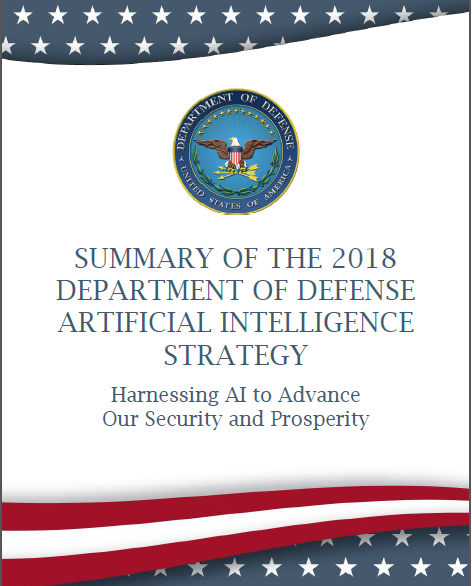 DEPARTMENT OF DEFENSE
UNITED STATES OF AMERICA
SUMMARY OF THE 2018
DEPARTMENT OF DEFENSE
ARTIFICIAL INTELLIGENCE
STRATEGY
Harnessing AI to Advance
Our Security and Prosperity